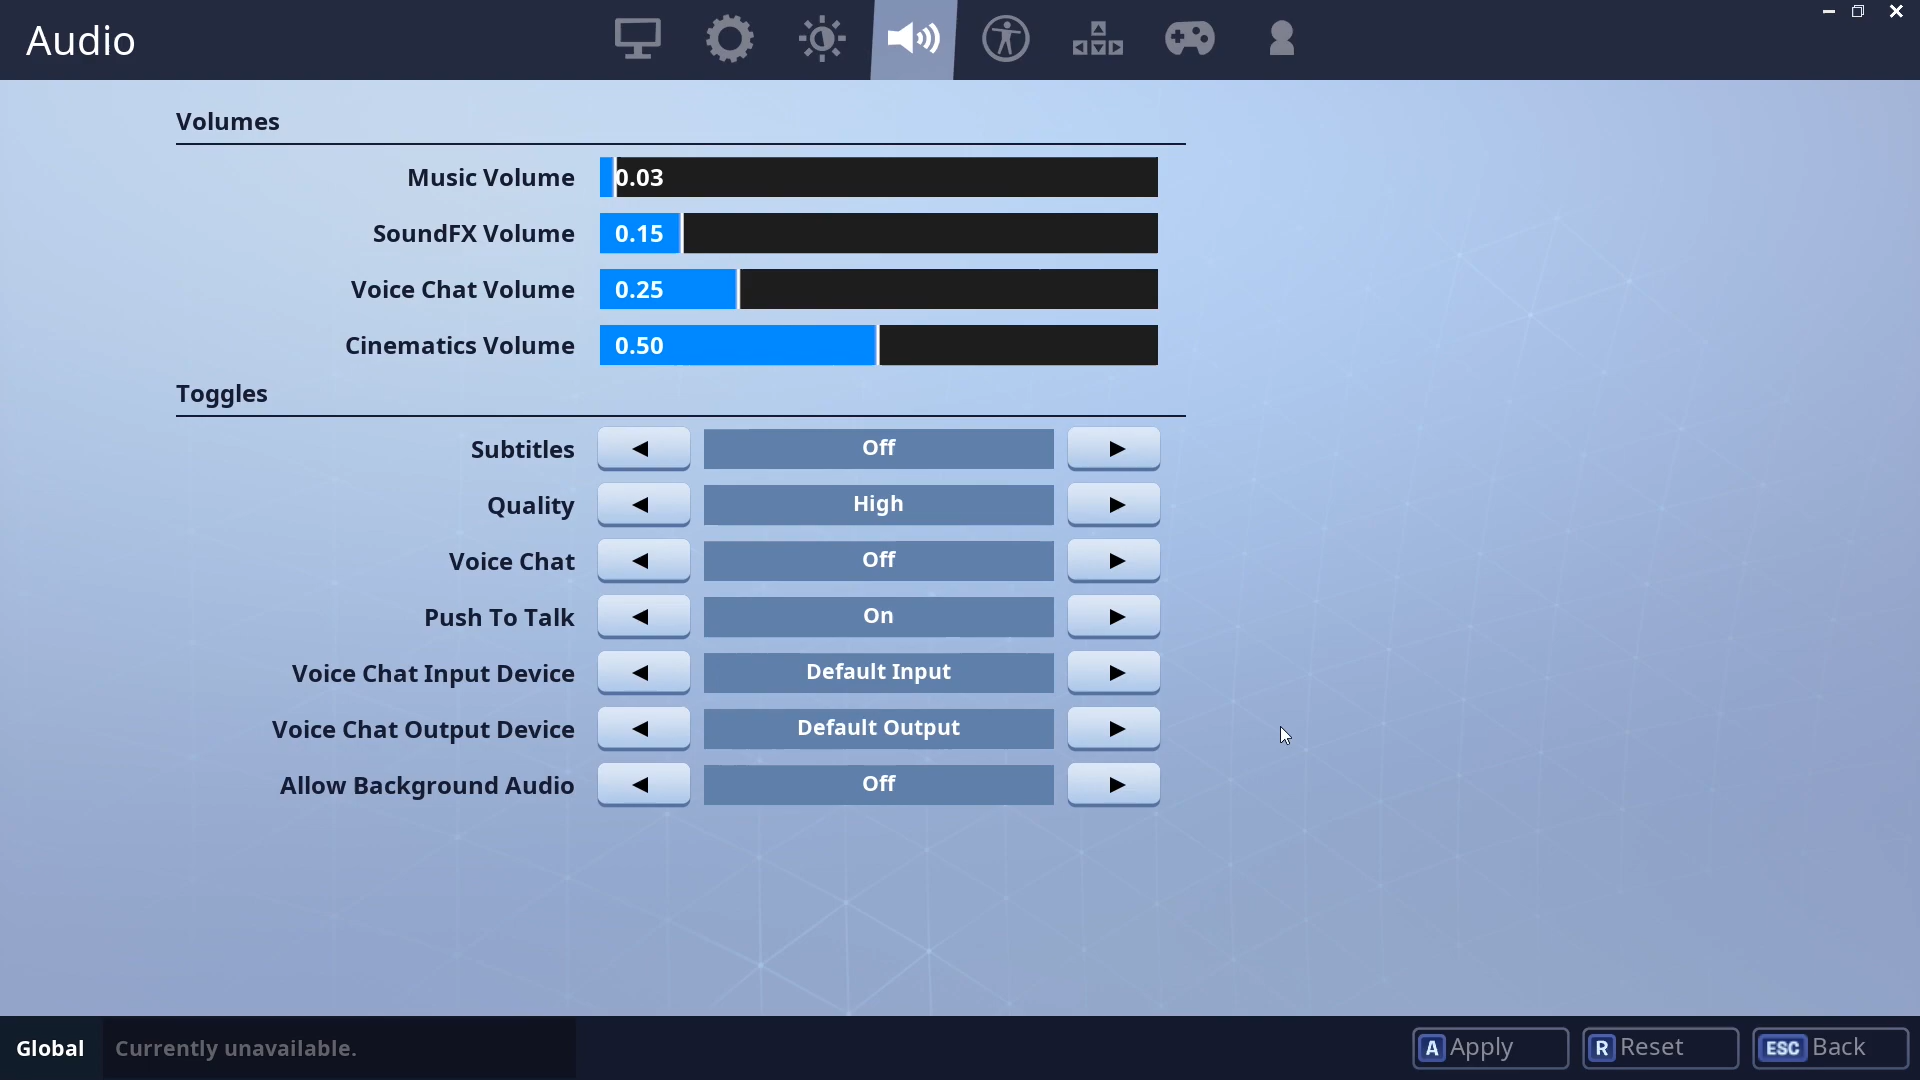 Audio
Volumes
Music Volume 0.03
SoundFX Volume 0.15
Voice Chat Volume 0.25
Cinematics Volume 0.50
Toggles
Subtitles Off
Quality High
Voice Chat Off
Push To Talk On
Voice Chat Input Device Default Input
Voice Chat Output Device Default Output
Allow Background Audio Off
Global Currently unavailable. A Apply R Reset ESC Back